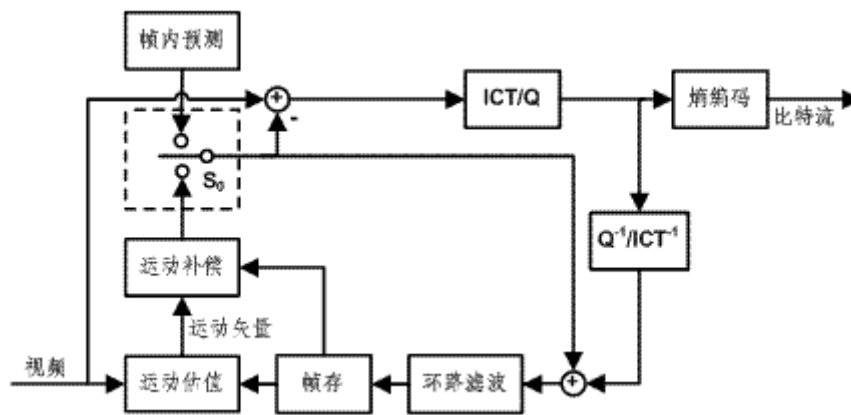 帧内预测
+
ICT/Q
熵编码
比特流
-
S₀
Q⁻¹/ICT⁻¹
运动补偿
运动矢量
视频
运动估值
帧存
环路滤波
+